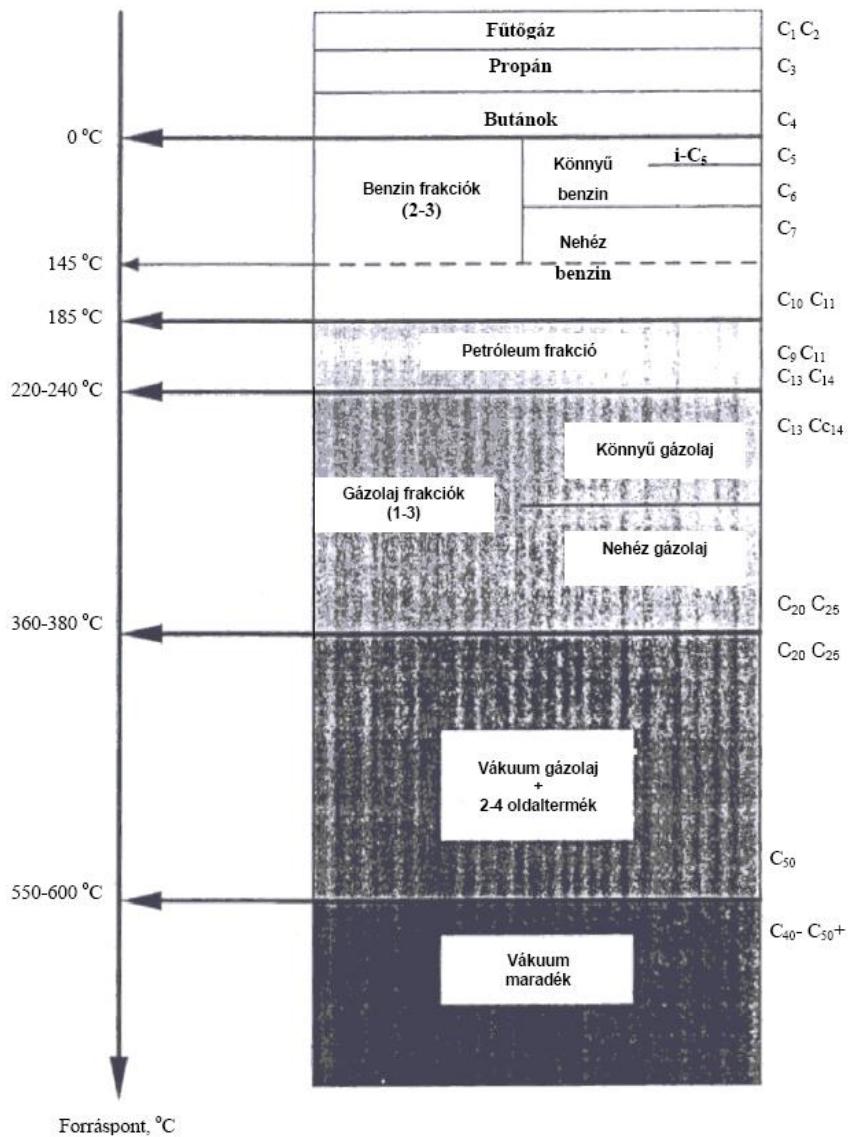 Fűtőgáz
C₁ C₂
Propán
C₃
Butánok
C₄
0 °C
i-C₅
C₅
Könnyű
benzin
C₆
Benzin frakciók
(2-3)
C₇
Nehéz
benzin
145 °C
C₁₀ C₁₁
185 °C
Petróleum frakció
C₉ C₁₁
C₁₃ C₁₄
220-240 °C
C₁₃ Cc₁₄
Könnyű gázolaj
Gázolaj frakciók
(1-3)
Nehéz gázolaj
C₂₀ C₂₅
360-380 °C
C₂₀ C₂₅
Vákuum gázolaj
+
2-4 oldaltermék
C₅₀
550-600 °C
C₄₀- C₅₀+
Vákuum
maradék
Forráspont, °C